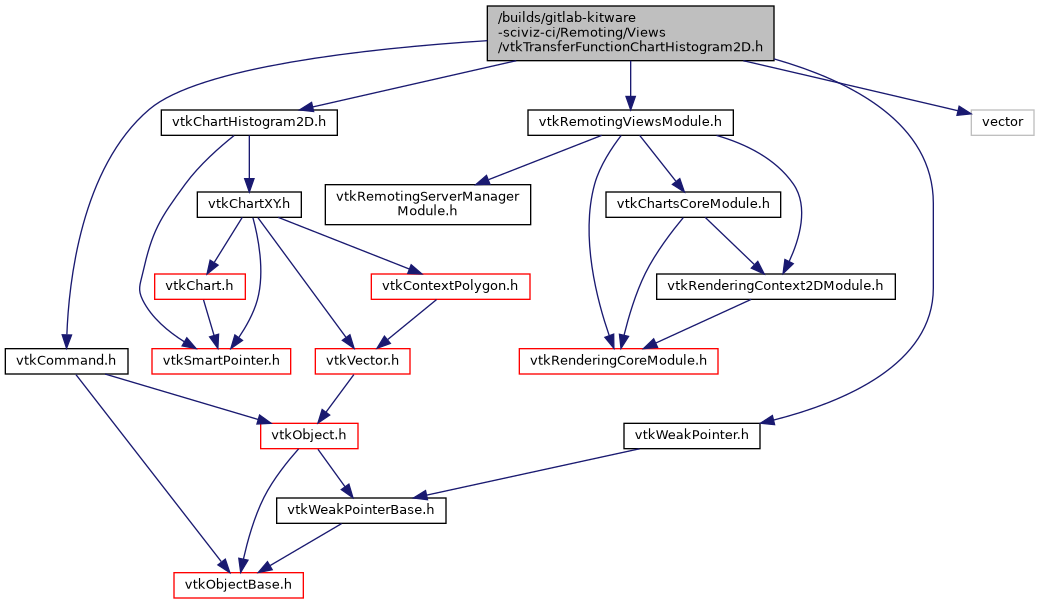 /builds/gitlab-kitware
-sciviz-ci/Remoting/Views
/vtkTransferFunctionChartHistogram2D.h
vtkChartHistogram2D.h
vtkRemotingViewsModule.h
vector
vtkRemotingServerManager
Module.h
vtkChartXY.h
vtkChartsCoreModule.h
vtkChart.h
vtkContextPolygon.h
vtkRenderingContext2DModule.h
vtkCommand.h
vtkSmartPointer.h
vtkVector.h
vtkRenderingCoreModule.h
vtkObject.h
vtkWeakPointer.h
vtkWeakPointerBase.h
vtkObjectBase.h